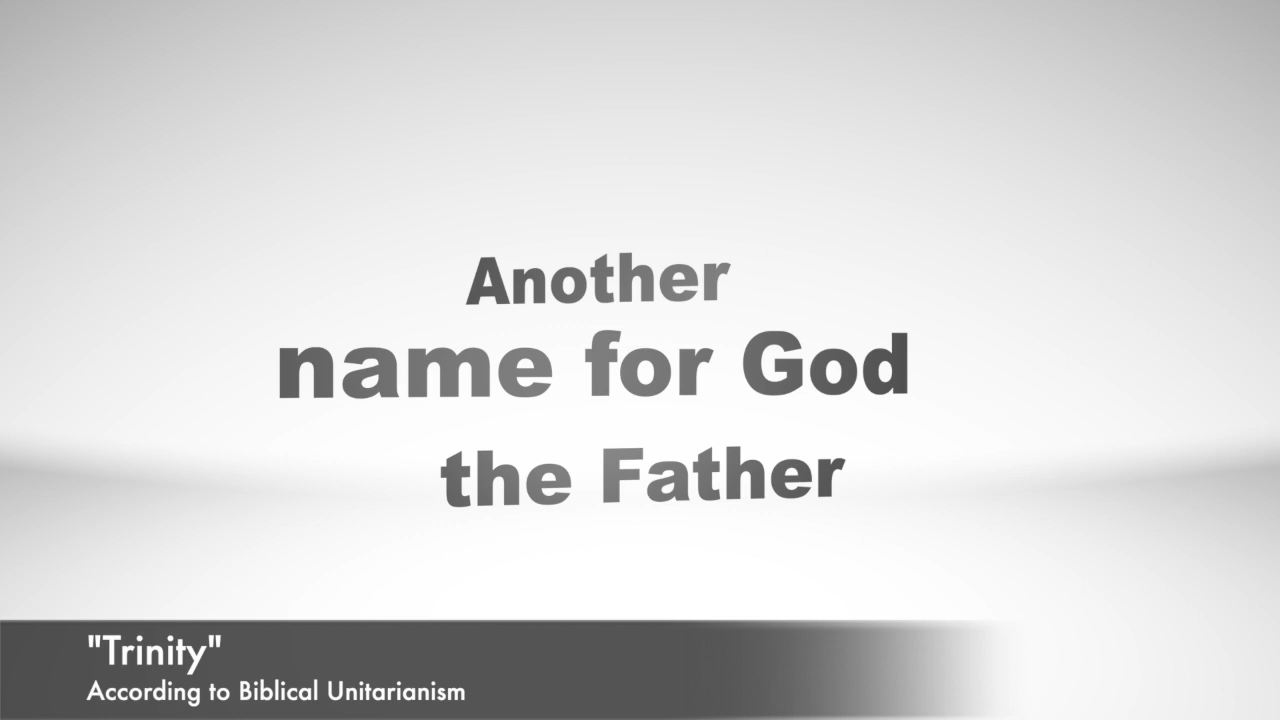 Another
name for God
the Father
"Trinity"
According to Biblical Unitarianism